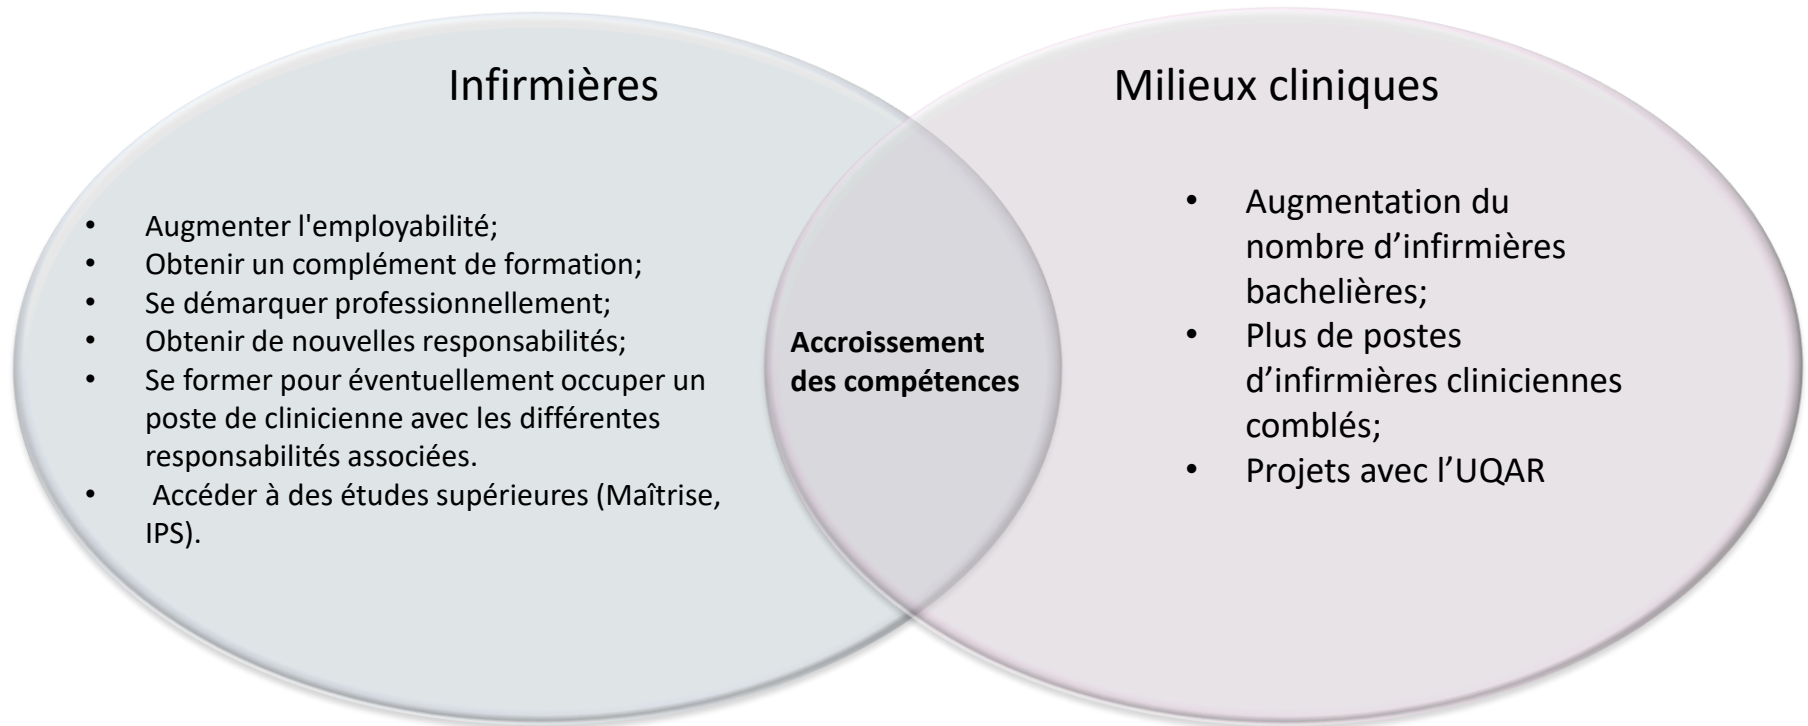 Infirmières
• Augmenter l'employabilité;
• Obtenir un complément de formation;
• Se démarquer professionnellement;
• Obtenir de nouvelles responsabilités;
• Se former pour éventuellement occuper un
poste de clinicienne avec les différentes
responsabilités associées.
• Accéder à des études supérieures (Maîtrise,
IPS).
Accroissement
des compétences
Milieux cliniques
• Augmentation du
nombre d’infirmières
bachelières;
• Plus de postes
d’infirmières cliniciennes
comblés;
• Projets avec l’UQAR